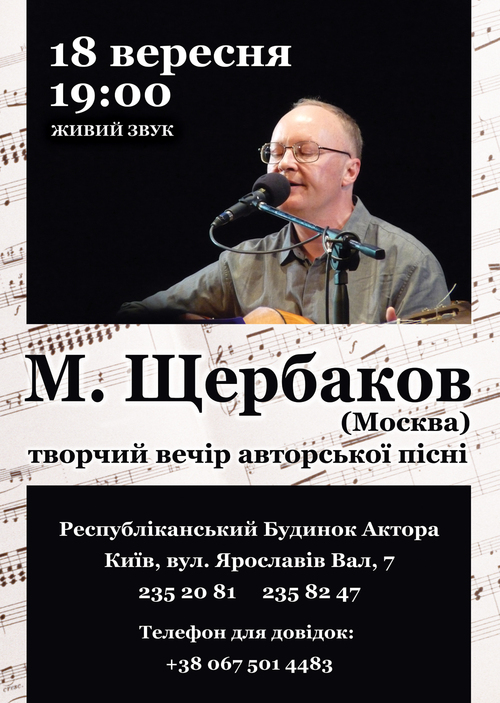 18 вересня
19:00
ЖИВИЙ ЗВУК
М. Щербаков
(Москва)
творчий вечір авторської пісні
Республіканський Будинок Актора
Київ, вул. Ярославів Вал, 7
235 20 81 235 82 47
Телефон для довідок:
+38 067 501 4483